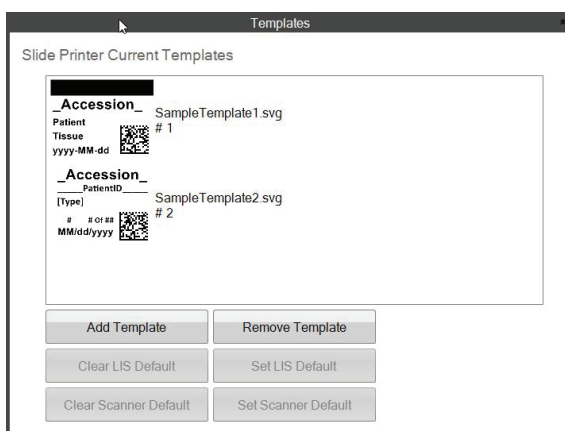 Templates
Slide Printer Current Templates
_Accession_
Patient
Tissue
yyyy-MM-dd
SampleTemplate1.svg
# 1
_Accession_
_____PatientID_____
[Type]
# # Of ##
MM/dd/yyyy
SampleTemplate2.svg
# 2
Add Template Remove Template
Clear LIS Default Set LIS Default
Clear Scanner Default Set Scanner Default